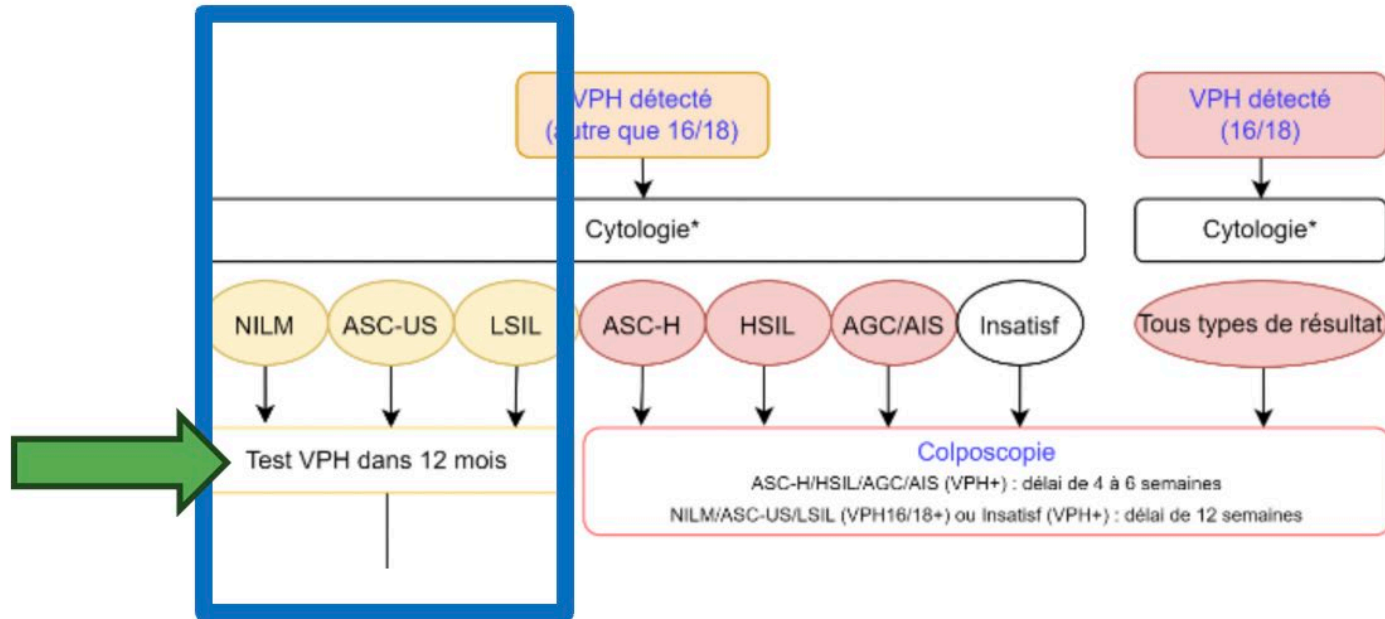 VPH détecté
(autre que 16/18)
VPH détecté
(16/18)
Cytologie*
Cytologie*
NILM
ASC-US
LSIL
ASC-H
HSIL
AGC/AIS
Insatisf
Tous types de résultat
Test VPH dans 12 mois
Colposcopie
ASC-H/HSIL/AGC/AIS (VPH+) : délai de 4 à 6 semaines
NILM/ASC-US/LSIL (VPH16/18+) ou Insatisf (VPH+) : délai de 12 semaines